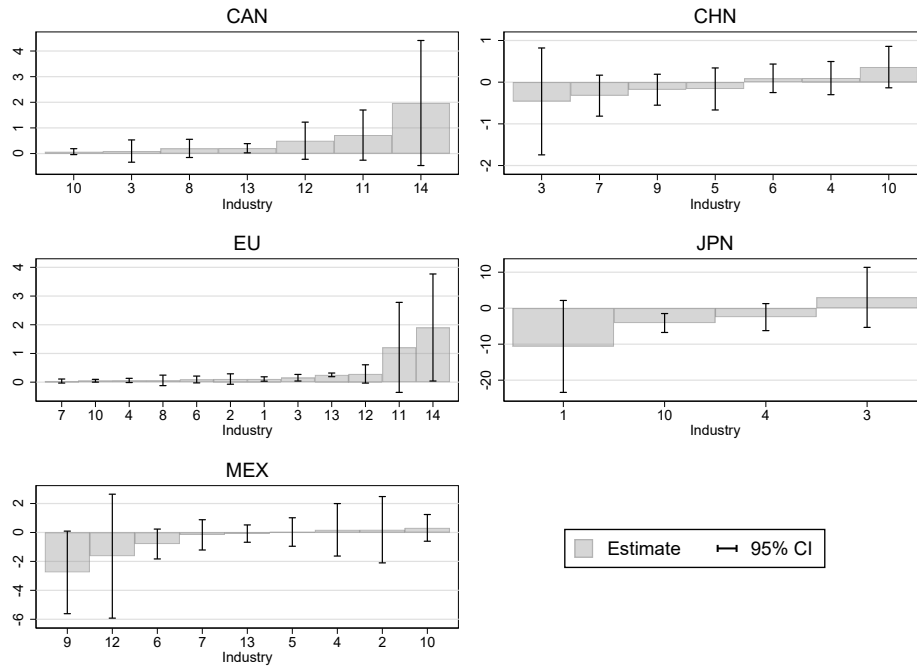 CAN
4
3
2
1
0
10 3 8 13 12 11 14
Industry
CHN
1
0
-1
-2
3 7 9 5 6 4 10
Industry
EU
4
3
2
1
0
7 10 4 8 6 2 1 3 13 12 11 14
Industry
JPN
10
0
-10
-20
1 10 4 3
Industry
MEX
2
0
-2
-4
-6
9 12 6 7 13 5 4 2 10
Industry
Estimate 95% CI